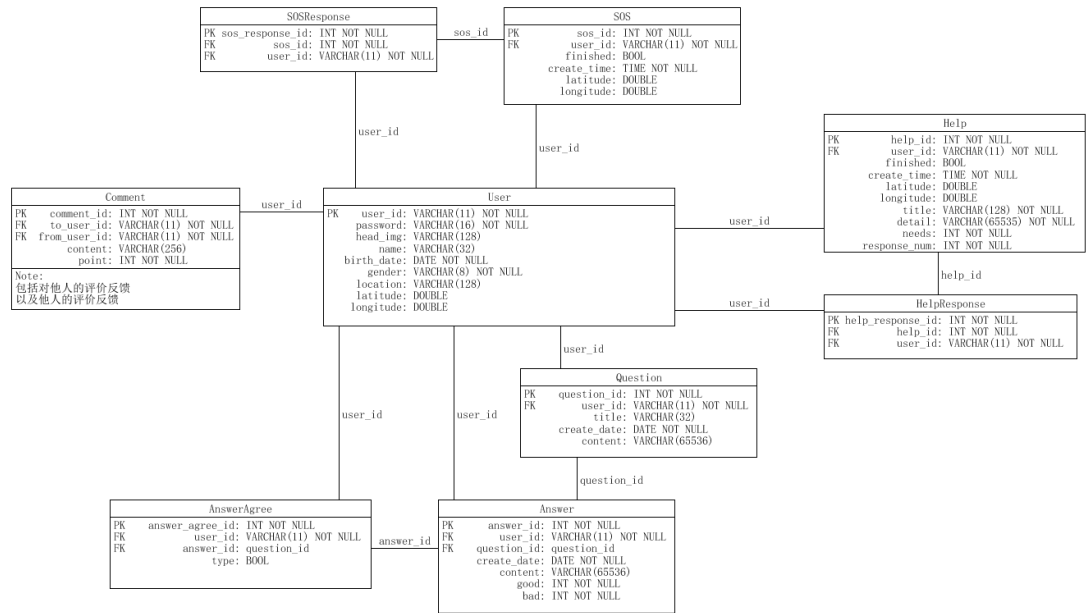 SOSResponse
PK sos_response_id: INT NOT NULL
FK sos_id: INT NOT NULL
FK user_id: VARCHAR(11) NOT NULL
sos_id
SOS
PK sos_id: INT NOT NULL
FK user_id: VARCHAR(11) NOT NULL
finished: BOOL
create_time: TIME NOT NULL
latitude: DOUBLE
longitude: DOUBLE
user_id
user_id
Help
PK help_id: INT NOT NULL
FK user_id: VARCHAR(11) NOT NULL
finished: BOOL
create_time: TIME NOT NULL
latitude: DOUBLE
longitude: DOUBLE
title: VARCHAR(128) NOT NULL
detail: VARCHAR(65535) NOT NULL
needs: INT NOT NULL
response_num: INT NOT NULL
Comment
PK comment_id: INT NOT NULL
FK to_user_id: VARCHAR(11) NOT NULL
FK from_user_id: VARCHAR(11) NOT NULL
content: VARCHAR(256)
point: INT NOT NULL
Note:
包括对他人的评价反馈
以及他人的评价反馈
user_id
User
PK user_id: VARCHAR(11) NOT NULL
password: VARCHAR(16) NOT NULL
head_img: VARCHAR(128)
name: VARCHAR(32)
birth_date: DATE NOT NULL
gender: VARCHAR(8) NOT NULL
location: VARCHAR(128)
latitude: DOUBLE
longitude: DOUBLE
user_id
help_id
user_id
HelpResponse
PK help_response_id: INT NOT NULL
FK help_id: INT NOT NULL
FK user_id: VARCHAR(11) NOT NULL
user_id
Question
PK question_id: INT NOT NULL
FK user_id: VARCHAR(11) NOT NULL
title: VARCHAR(32)
create_date: DATE NOT NULL
content: VARCHAR(65536)
user_id
user_id
question_id
AnswerAgree
PK answer_agree_id: INT NOT NULL
FK user_id: VARCHAR(11) NOT NULL
FK answer_id: question_id
type: BOOL
answer_id
Answer
PK answer_id: INT NOT NULL
FK user_id: VARCHAR(11) NOT NULL
FK question_id: question_id
create_date: DATE NOT NULL
content: VARCHAR(65536)
good: INT NOT NULL
bad: INT NOT NULL